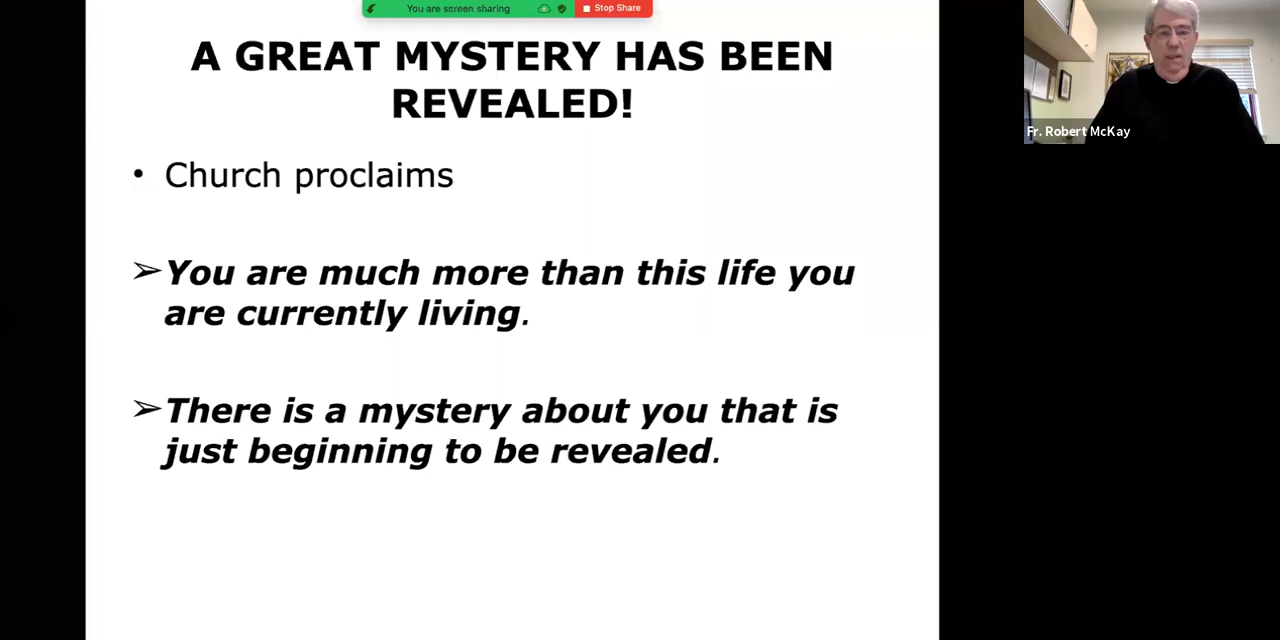 You are screen sharing
Stop Share
A GREAT MYSTERY HAS BEEN
REVEALED!
• Church proclaims
➢You are much more than this life you
are currently living.
➢There is a mystery about you that is
just beginning to be revealed.
Fr. Robert McKay